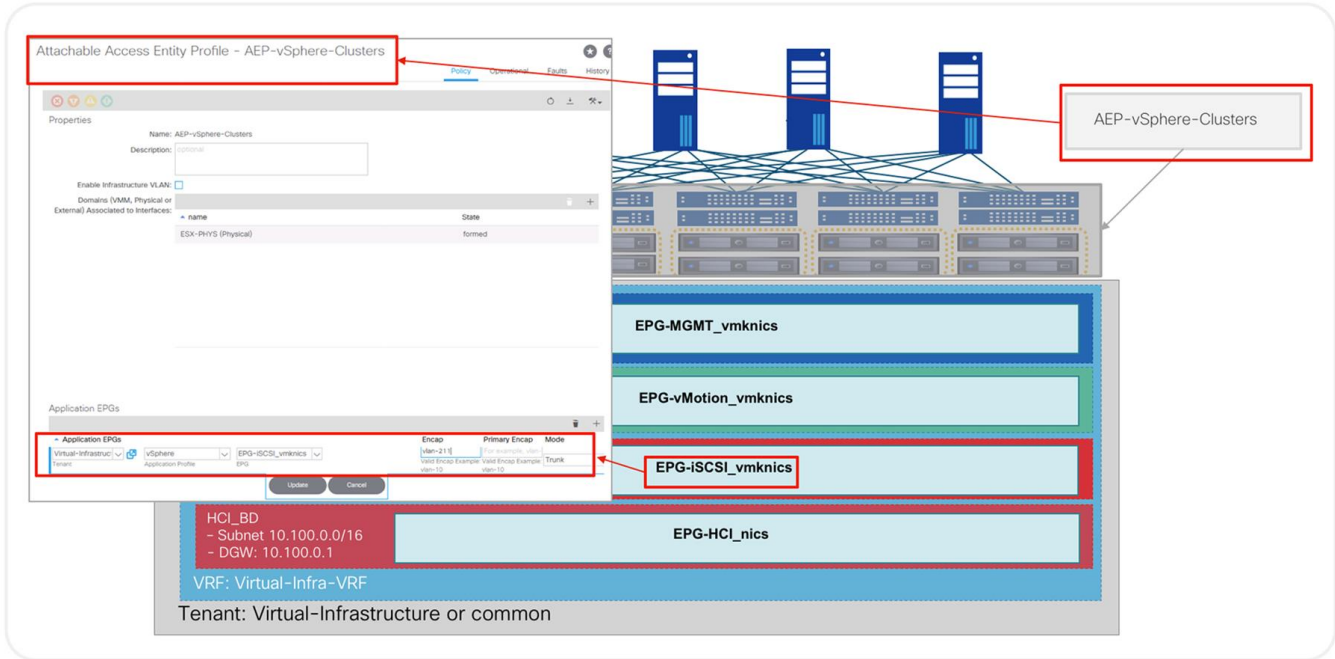 Attachable Access Entity Profile - AEP-vSphere-Clusters
Policy Operational Faults History
Properties
Name: AEP-vSphere-Clusters
Description: optional
Enable Infrastructure VLAN:
Domains (VMM, Physical or
External) Associated to Interfaces:
name State
ESX-PHYS (Physical) formed
Application EPGs
Application EPGs Encap Primary Encap Mode
Virtual-Infrastruc vSphere EPG-iSCSI_vmknics vlan-211 For example, vlan- Trunk
Tenant Application Profile EPG Valid Encap Example: Valid Encap Example:
vlan-10 vlan-10
Update Cancel
AEP-vSphere-Clusters
EPG-MGMT_vmknics
EPG-vMotion_vmknics
EPG-iSCSI_vmknics
HCI_BD
- Subnet 10.100.0.0/16
- DGW: 10.100.0.1
EPG-HCI_nics
VRF: Virtual-Infra-VRF
Tenant: Virtual-Infrastructure or common